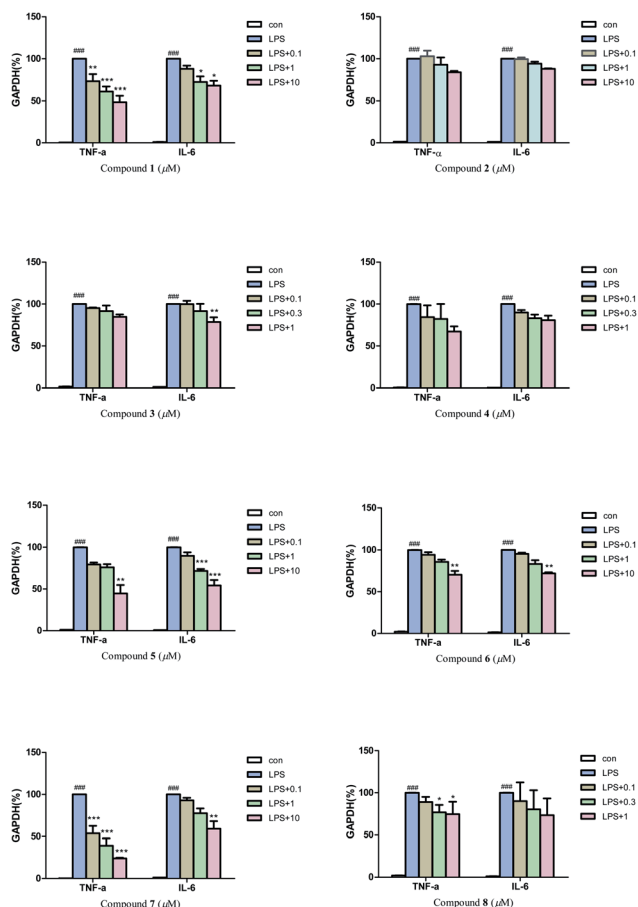 con
LPS
LPS+0.1
LPS+1
LPS+10
GAPDH(%)
150
100
50
0
###
**
***
***
###
*
*
TNF-a
IL-6
Compound 1 (μM)
con
LPS
LPS+0.1
LPS+1
LPS+10
GAPDH(%)
150
100
50
0
###
###
TNF-α
IL-6
Compound 2 (μM)
con
LPS
LPS+0.1
LPS+0.3
LPS+1
GAPDH(%)
150
100
50
0
###
###
**
TNF-a
IL-6
Compound 3 (μM)
con
LPS
LPS+0.1
LPS+0.3
LPS+1
GAPDH(%)
150
100
50
0
###
###
TNF-a
IL-6
Compound 4 (μM)
con
LPS
LPS+0.1
LPS+1
LPS+10
GAPDH(%)
150
100
50
0
###
**
###
***
***
TNF-a
IL-6
Compound 5 (μM)
con
LPS
LPS+0.1
LPS+1
LPS+10
GAPDH(%)
150
100
50
0
###
**
###
**
TNF-a
IL-6
Compound 6 (μM)
con
LPS
LPS+0.1
LPS+1
LPS+10
GAPDH(%)
150
100
50
0
###
***
***
***
###
**
TNF-a
IL-6
Compound 7 (μM)
con
LPS
LPS+0.1
LPS+0.3
LPS+1
GAPDH(%)
150
100
50
0
###
*
*
###
TNF-a
IL-6
Compound 8 (μM)